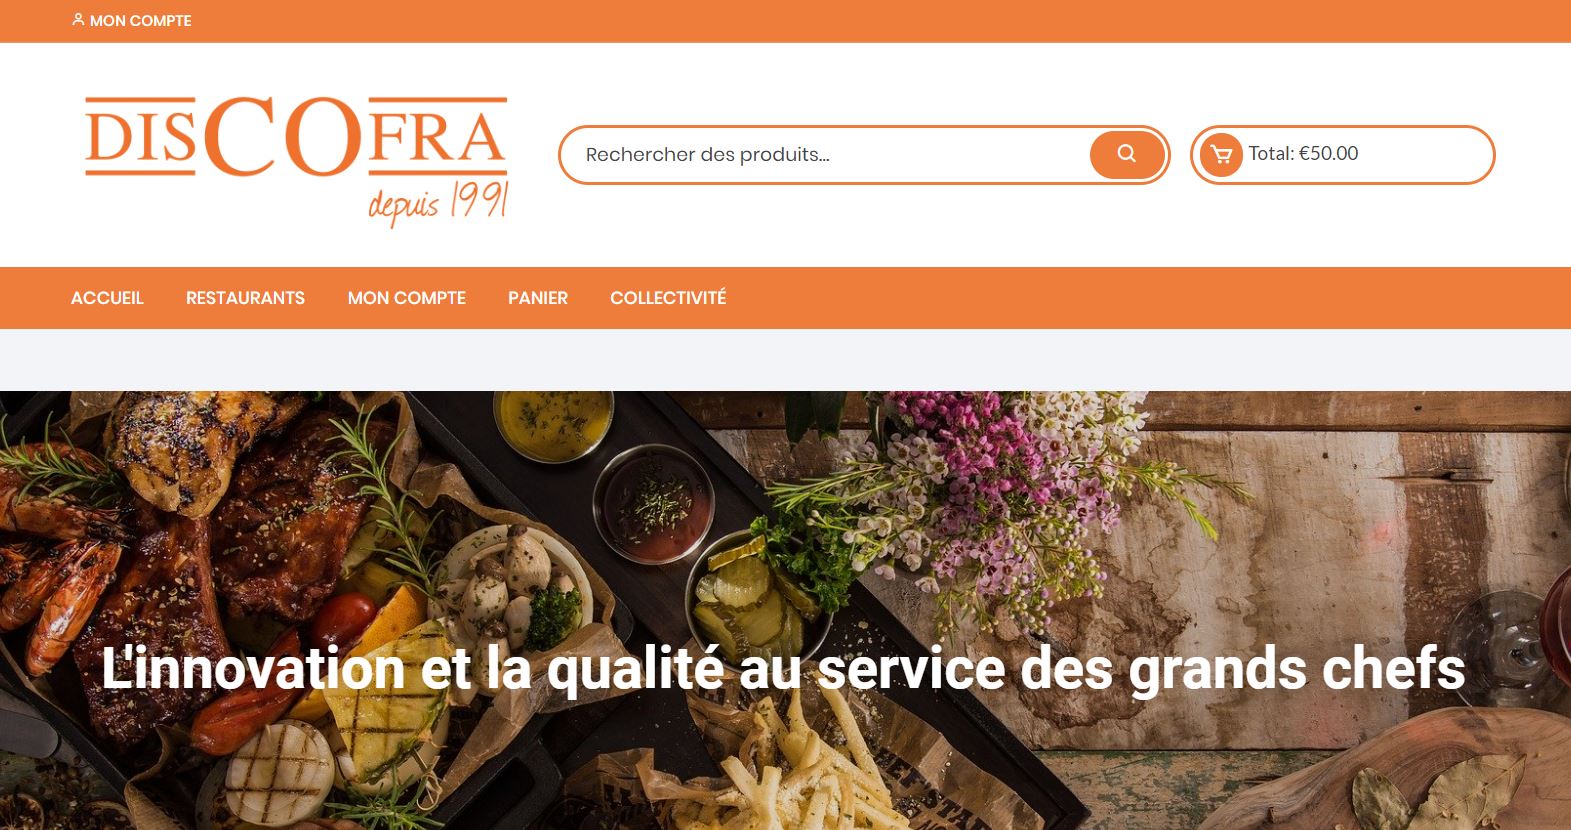 MON COMPTE
DISCOFRA
depuis 1991
Rechercher des produits...
Total: €50.00
ACCUEIL RESTAURANTS MON COMPTE PANIER COLLECTIVITÉ
L'innovation et la qualité au service des grands chefs